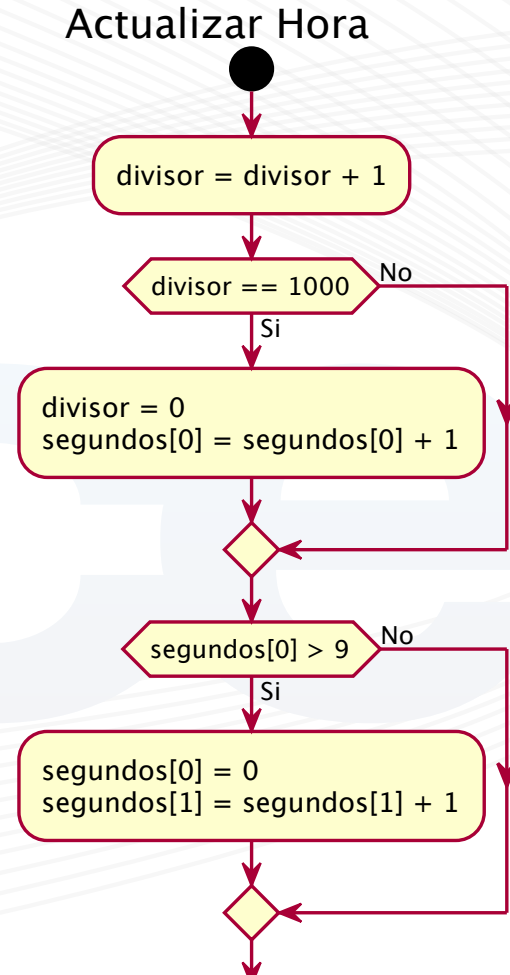 Actualizar Hora
divisor = divisor + 1
divisor == 1000
No
Si
divisor = 0
segundos[0] = segundos[0] + 1
segundos[0] > 9
No
Si
segundos[0] = 0
segundos[1] = segundos[1] + 1